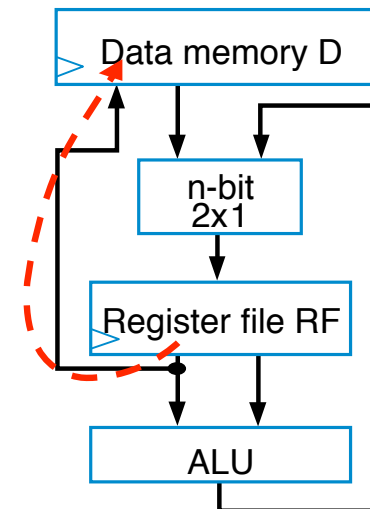 Data memory D
n-bit
2x1
Register file RF
ALU